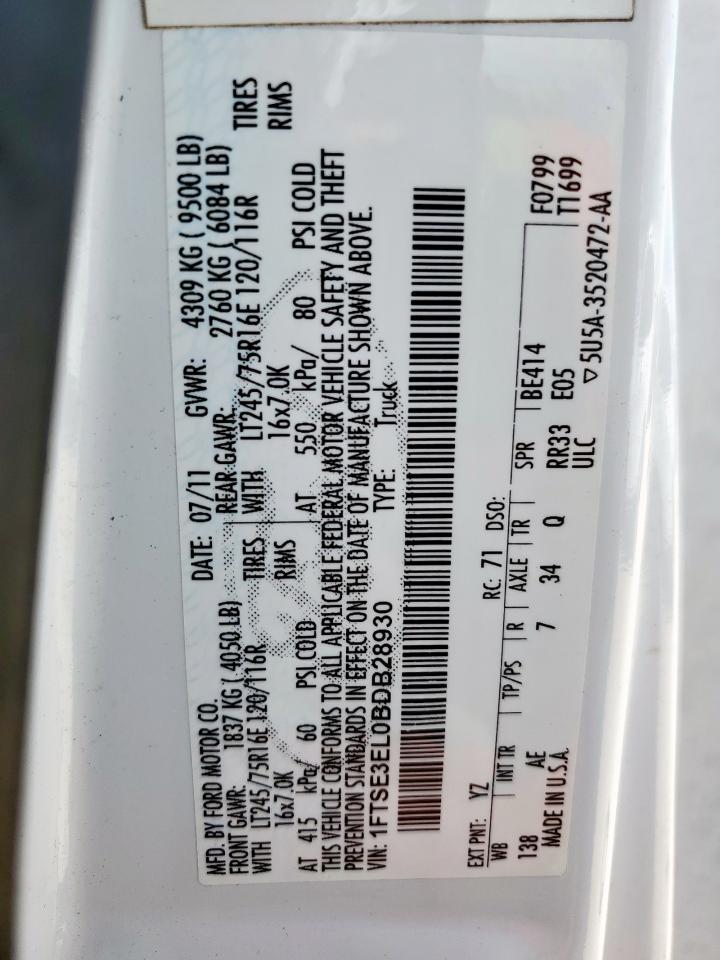 MFD. BY FORD MOTOR CO.
DATE: 07/11 GVWR: 4309 KG ( 9500 LB)
FRONT GAWR: 1837 KG ( 4050 LB) REAR GAWR: 2760 KG ( 6084 LB)
WITH LT245/75R16E 120/116R TIRES WITH LT245/75R16E 120/116R TIRES
16x7.0K RIMS 16x7.0K RIMS
AT 415 kPa/ 60 PSI COLD AT 550 kPa/ 80 PSI COLD
THIS VEHICLE CONFORMS TO ALL APPLICABLE FEDERAL MOTOR VEHICLE SAFETY AND THEFT
PREVENTION STANDARDS IN EFFECT ON THE DATE OF MANUFACTURE SHOWN ABOVE.
VIN: 1FTSE3EL0BDB28930 TYPE: Truck
EXT PNT: YZ RC: 71 DSO:
WB INT TR TP/PS R AXLE TR SPR BE414 F0799
138 AE 7 34 Q RR33 E05 T1699
MADE IN U.S.A. ULC
▽5U5A-3520472-AA